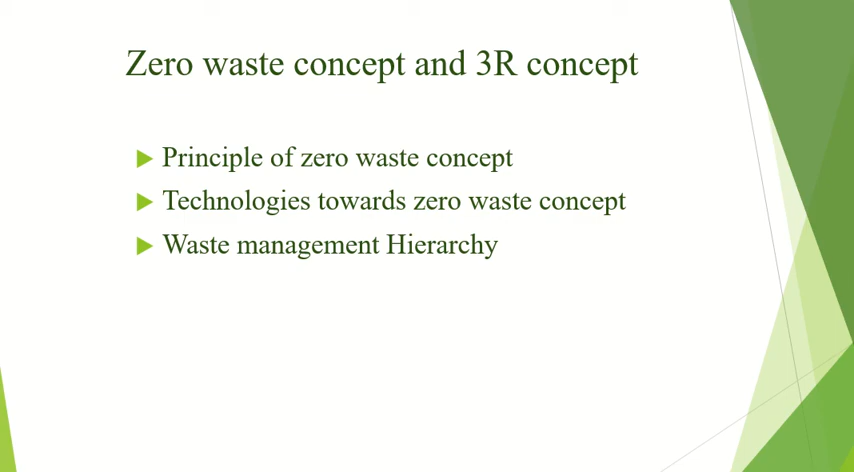 Zero waste concept and 3R concept
Principle of zero waste concept
Technologies towards zero waste concept
Waste management Hierarchy